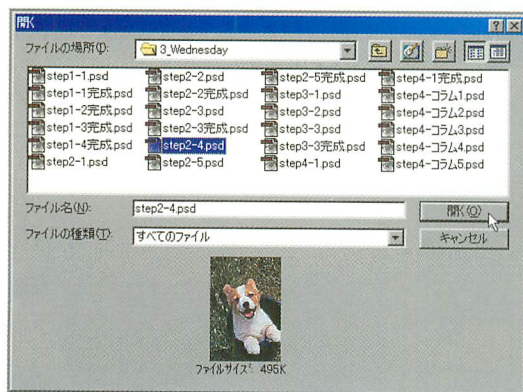 開く
ファイルの場所(I): 3_Wednesday
step1-1.psd
step1-1完成.psd
step1-2完成.psd
step1-3完成.psd
step1-4完成.psd
step2-1.psd
step2-2.psd
step2-2完成.psd
step2-3.psd
step2-3完成.psd
step2-4.psd
step2-5.psd
step2-5完成.psd
step3-1.psd
step3-2.psd
step3-3.psd
step3-3完成.psd
step4-1.psd
step4-1完成.psd
step4-コラム1.psd
step4-コラム2.psd
step4-コラム3.psd
step4-コラム4.psd
step4-コラム5.psd
ファイル名(N): step2-4.psd 開く(O)
ファイルの種類(T): すべてのファイル キャンセル
ファイルサイズ: 495K